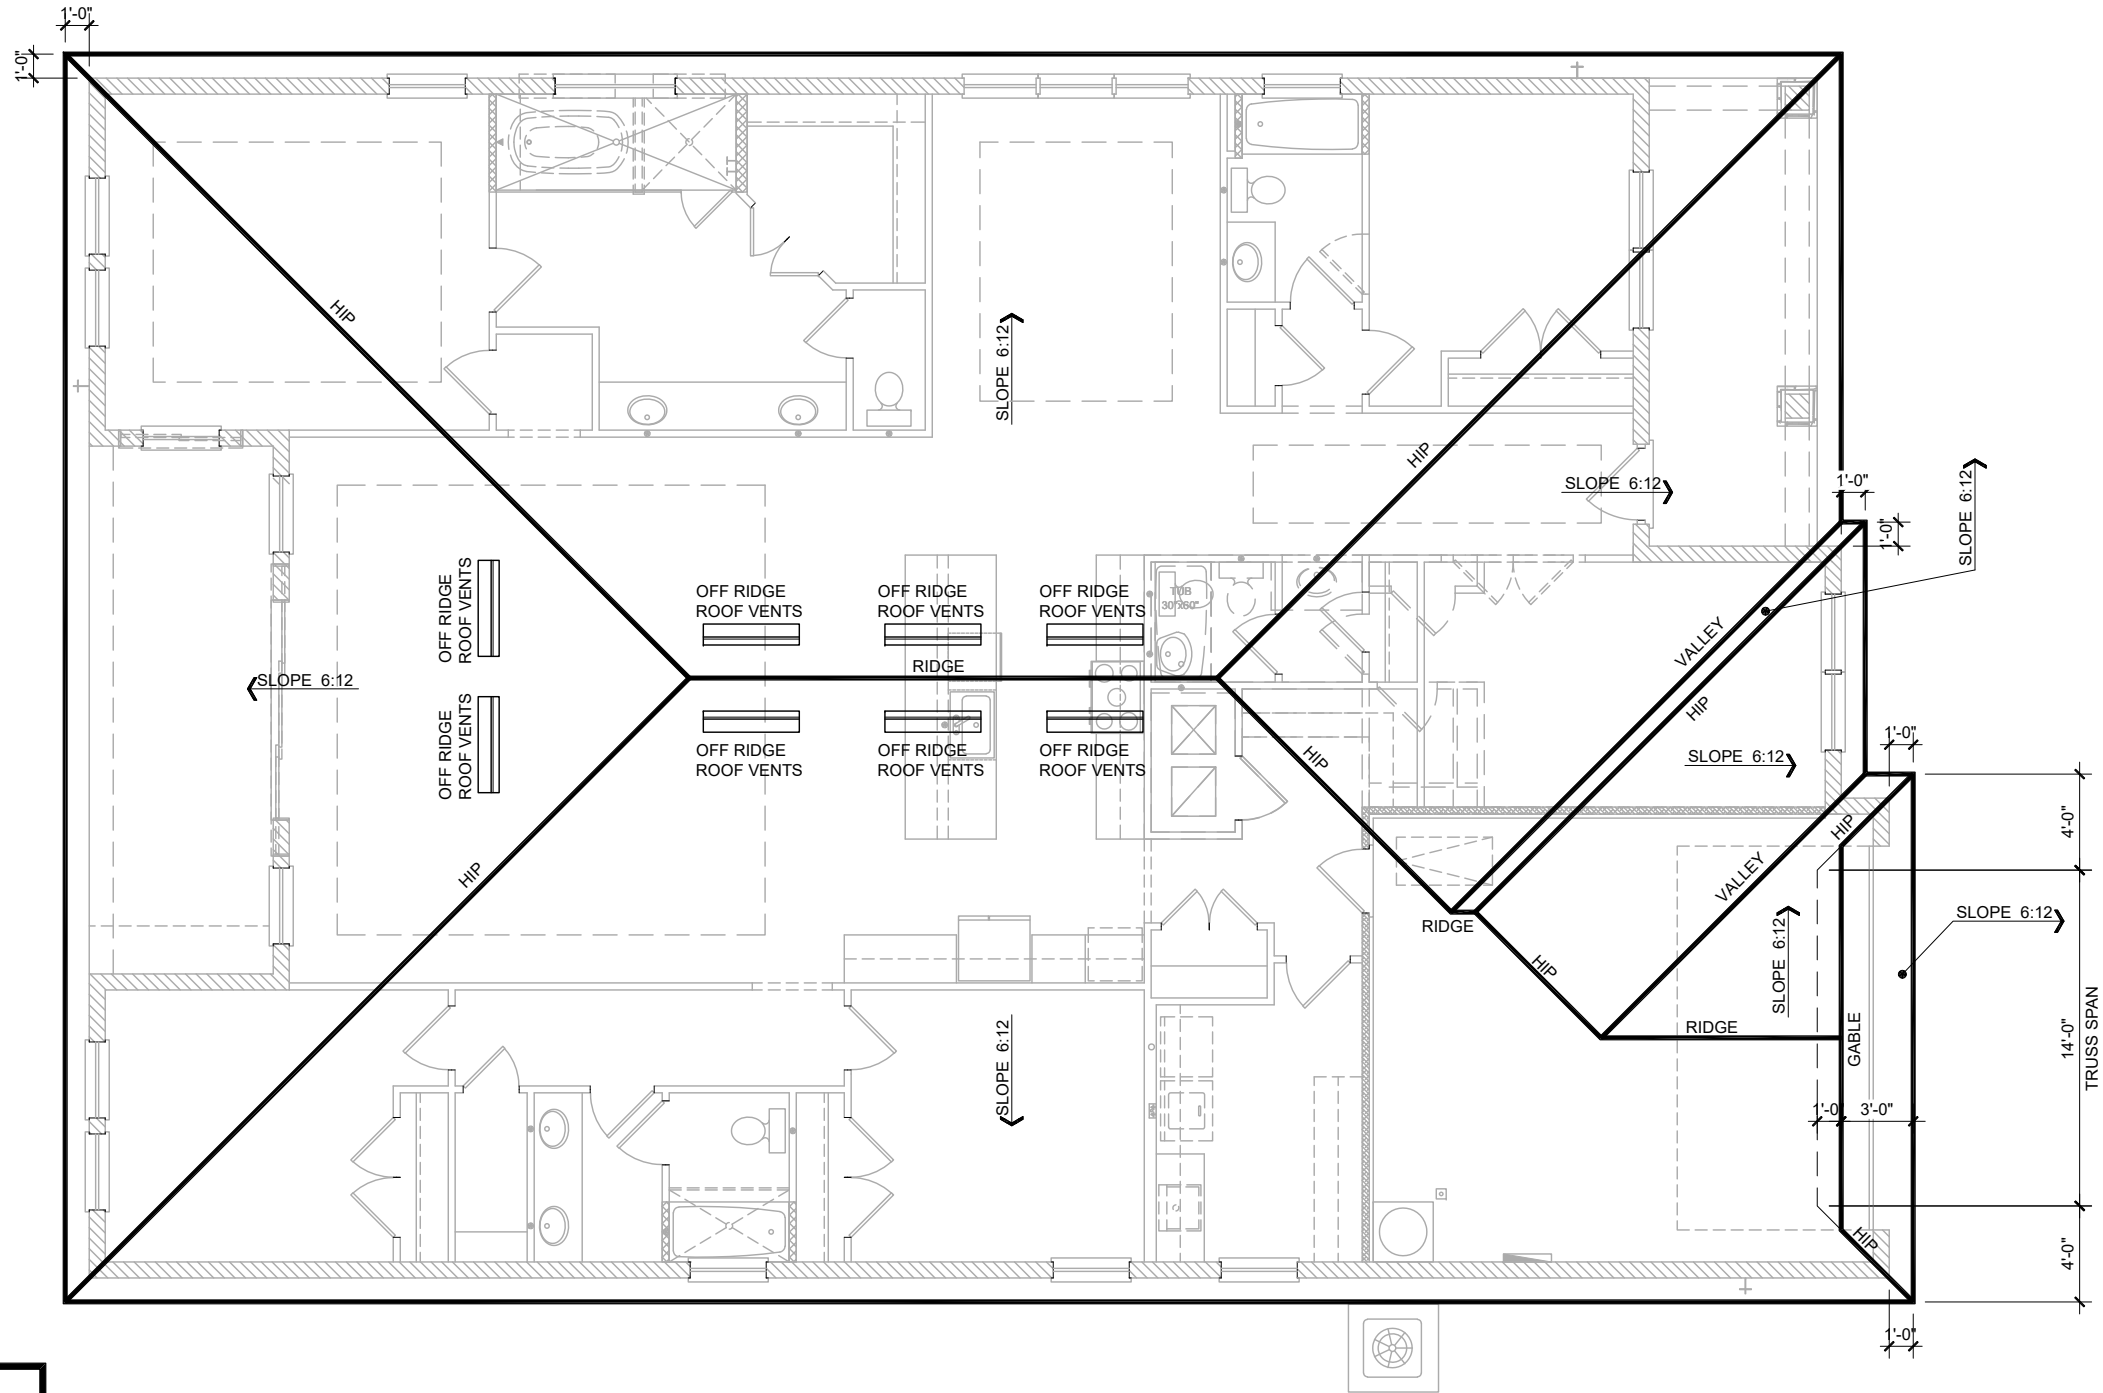 1'-0"
1'-0"
HIP
SLOPE 6:12
HIP
SLOPE 6:12
1'-0"
SLOPE 6:12
1'-0"
OFF RIDGE
ROOF VENTS
OFF RIDGE
ROOF VENTS
OFF RIDGE
ROOF VENTS
OFF RIDGE
ROOF VENTS
TUB
30"x60"
VALLEY
RIDGE
SLOPE 6:12
HIP
OFF RIDGE
ROOF VENTS
OFF RIDGE
ROOF VENTS
OFF RIDGE
ROOF VENTS
OFF RIDGE
ROOF VENTS
HIP
SLOPE 6:12
1'-0"
HIP
4'-0"
HIP
VALLEY
RIDGE
SLOPE 6:12
SLOPE 6:12
HIP
SLOPE 6:12
RIDGE
GABLE
14'-0"
TRUSS SPAN
1'-0"
3'-0"
HIP
4'-0"
1'-0"